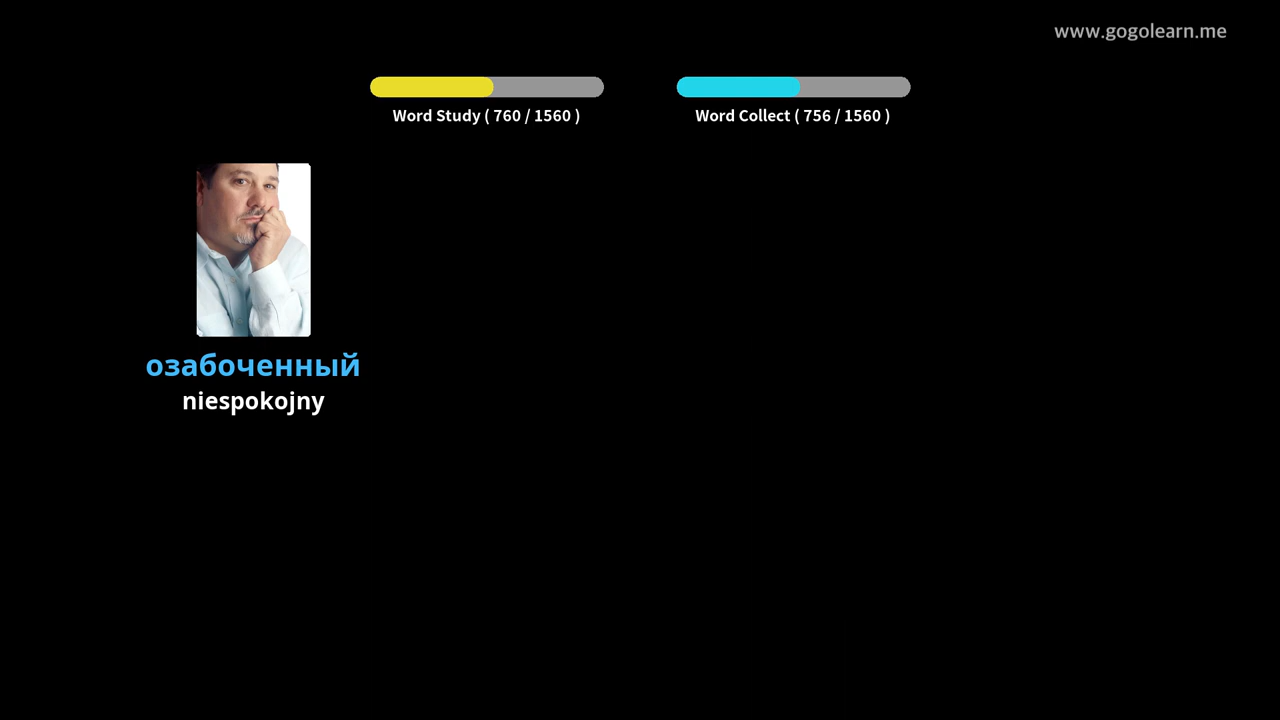 www.gogolearn.me
Word Study ( 760 / 1560 )
Word Collect ( 756 / 1560 )
озабоченный
niespokojny